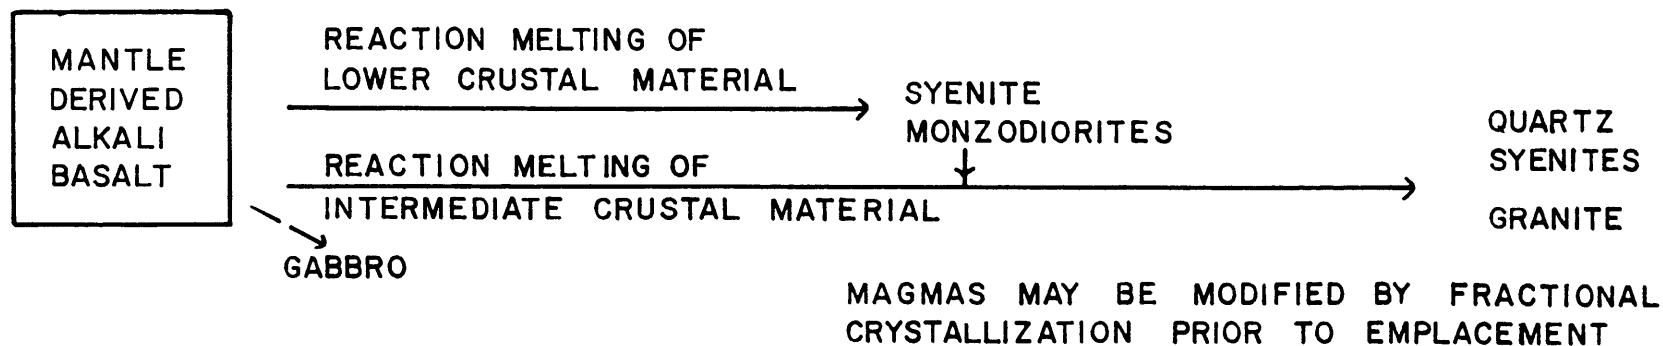 MANTLE
DERIVED
ALKALI
BASALT
REACTION MELTING OF
LOWER CRUSTAL MATERIAL
SYENITE
MONZODIORITES
REACTION MELTING OF
INTERMEDIATE CRUSTAL MATERIAL
GABBRO
QUARTZ
SYENITES
GRANITE
MAGMAS MAY BE MODIFIED BY FRACTIONAL
CRYSTALLIZATION PRIOR TO EMPLACEMENT